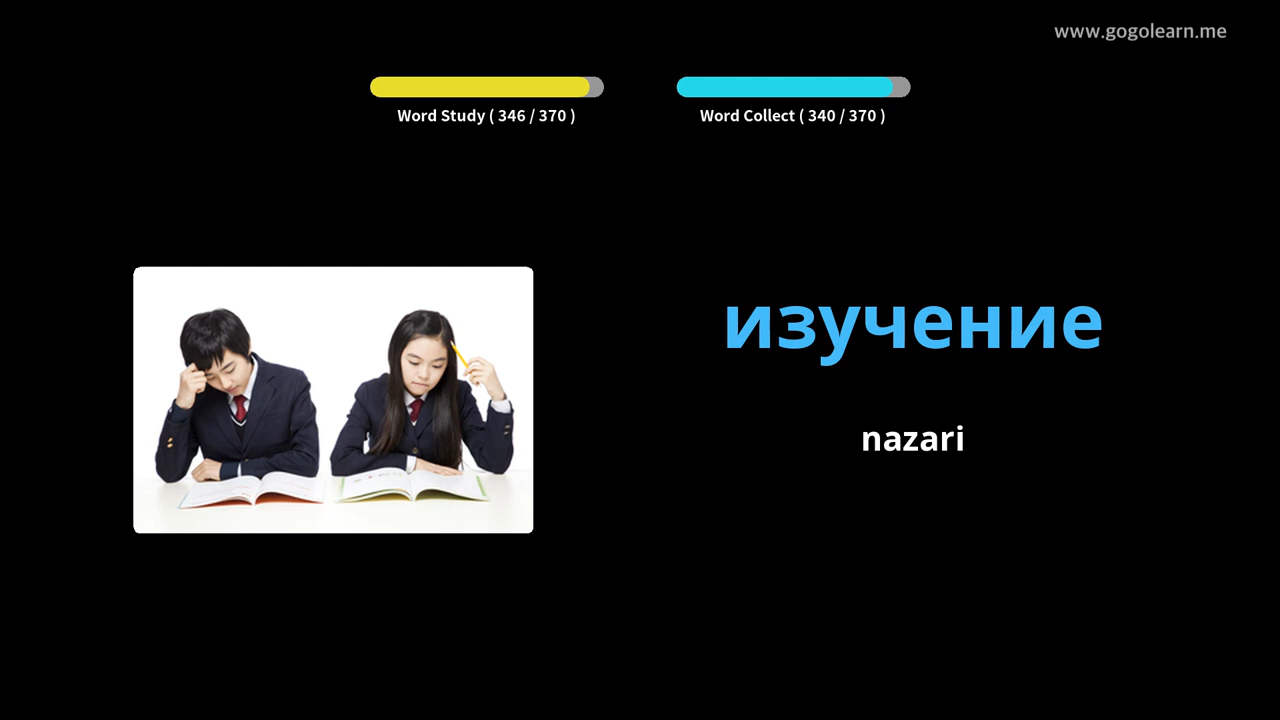 www.gogolearn.me
Word Study ( 346 / 370 )
Word Collect ( 340 / 370 )
изучение
nazari